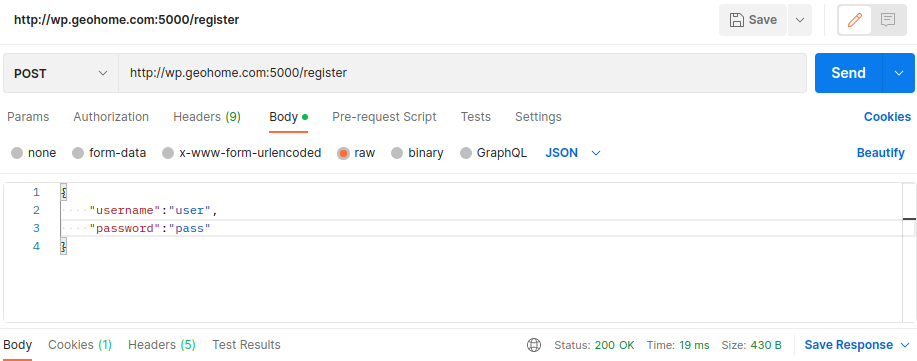 http://wp.geohome.com:5000/register Save
POST http://wp.geohome.com:5000/register Send
Params Authorization Headers (9) Body Pre-request Script Tests Settings Cookies
none form-data x-www-form-urlencoded raw binary GraphQL JSON Beautify
1 {
2 ····"username":"user",
3 ····"password":"pass"
4 }
Body Cookies (1) Headers (5) Test Results Status: 200 OK Time: 19 ms Size: 430 B Save Response